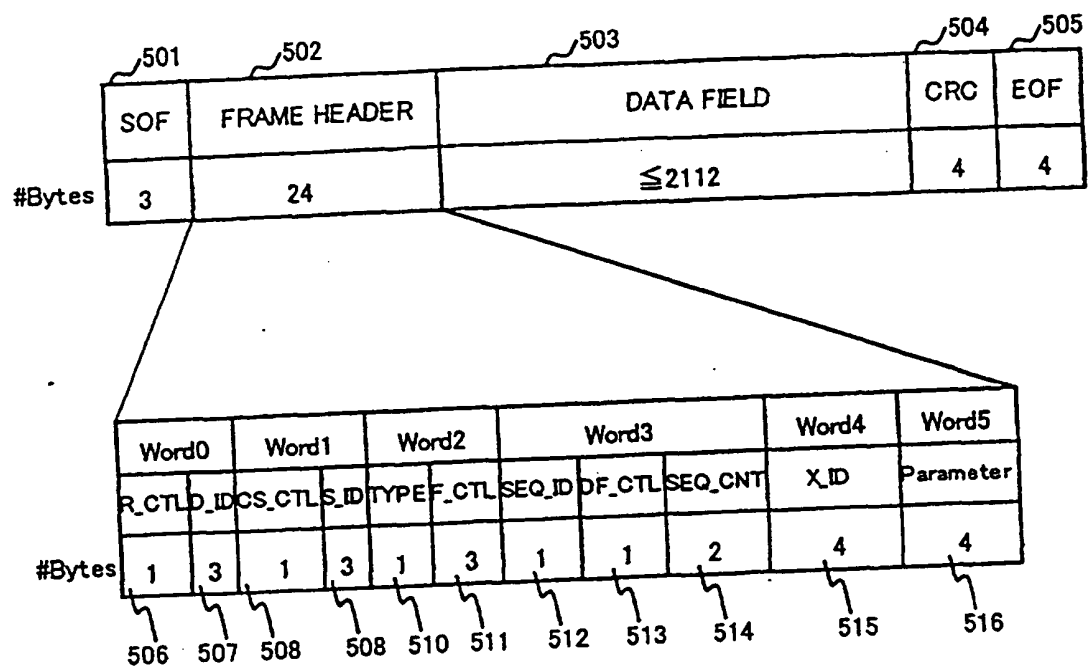 501 502 503 504 505
SOF FRAME HEADER DATA FIELD CRC EOF
#Bytes 3 24 ≦2112 4 4
Word0 Word1 Word2 Word3 Word4 Word5
R_CTL D_ID CS_CTL S_ID TYPE F_CTL SEQ_ID DF_CTL SEQ_CNT X_ID Parameter
#Bytes 1 3 1 3 1 3 1 1 2 4 4
506 507 508 508 510 511 512 513 514 515 516